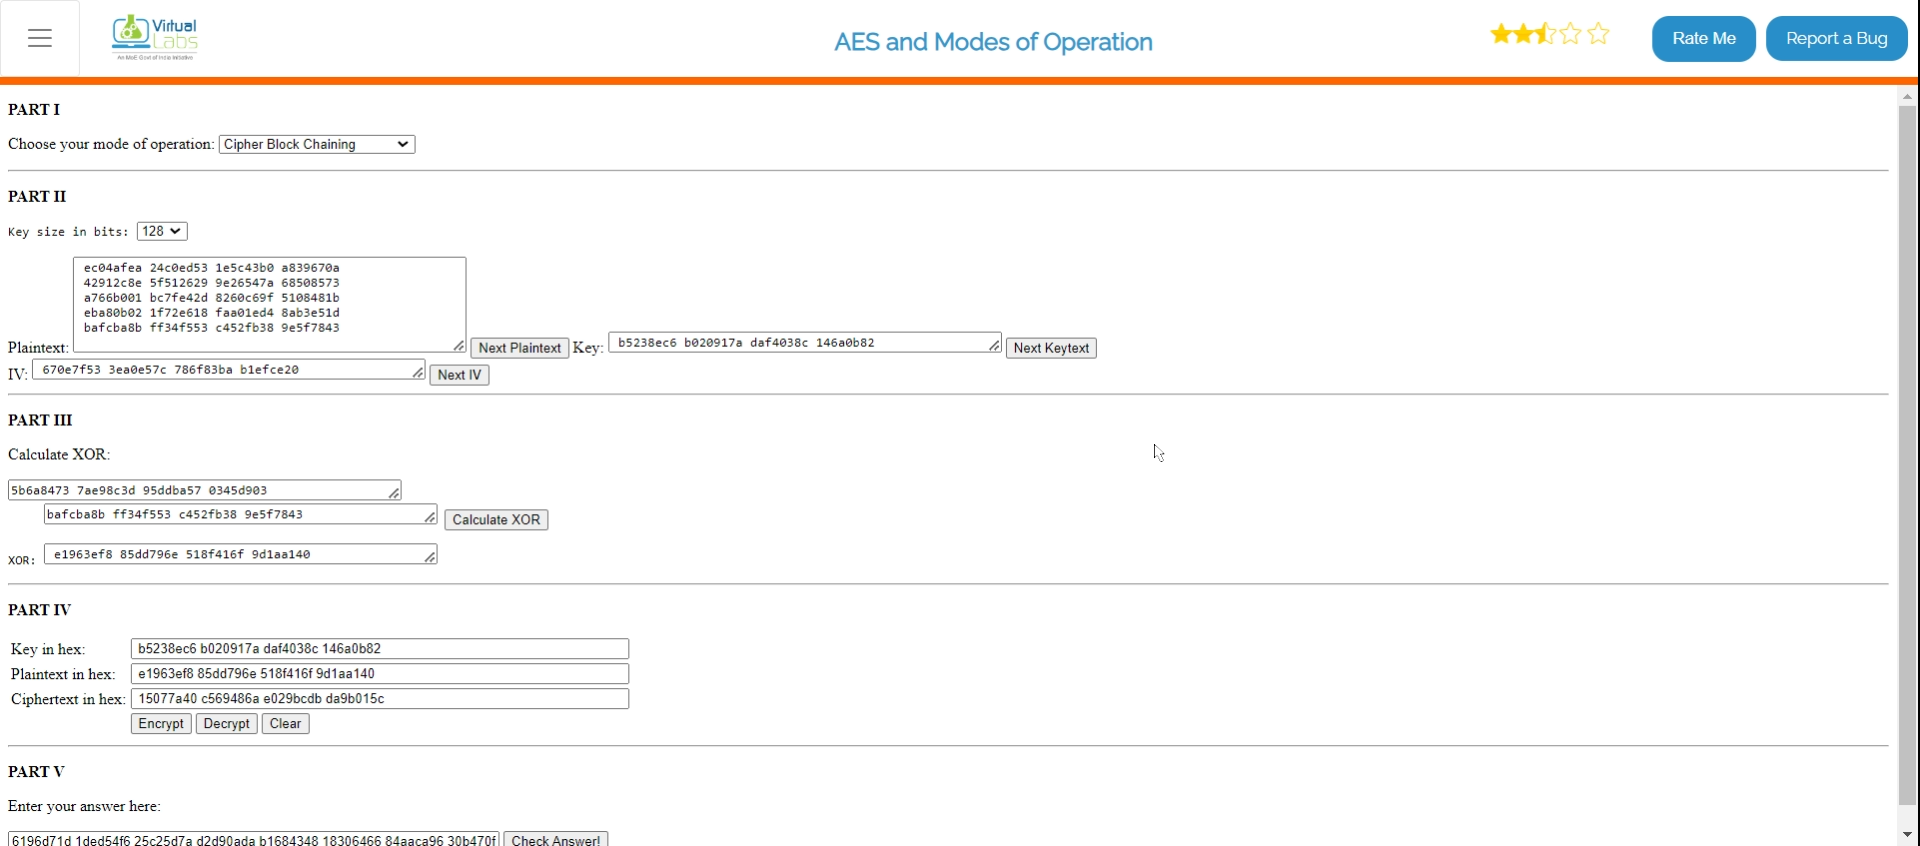 Virtual
Labs
An MoE Govt of India Initiative
AES and Modes of Operation
Rate Me
Report a Bug
PART I
Choose your mode of operation: Cipher Block Chaining
PART II
Key size in bits: 128
ec04afea 24c0ed53 1e5c43b0 a839670a
42912c8e 5f512629 9e26547a 68508573
a766b001 bc7fe42d 8260c69f 5108481b
eba80b02 1f72e618 faa01ed4 8ab3e51d
bafcba8b ff34f553 c452fb38 9e5f7843
Plaintext: Next Plaintext Key: b5238ec6 b020917a daf4038c 146a0b82 Next Keytext
IV: 670e7f53 3ea0e57c 786f83ba b1efce20 Next IV
PART III
Calculate XOR:
5b6a8473 7ae98c3d 95ddba57 0345d903
bafcba8b ff34f553 c452fb38 9e5f7843 Calculate XOR
XOR: e1963ef8 85dd796e 518f416f 9d1aa140
PART IV
Key in hex: b5238ec6 b020917a daf4038c 146a0b82
Plaintext in hex: e1963ef8 85dd796e 518f416f 9d1aa140
Ciphertext in hex: 15077a40 c569486a e029bcdb da9b015c
Encrypt Decrypt Clear
PART V
Enter your answer here:
6196d71d 1ded54f6 25c25d7a d2d90ada b1684348 18306466 84aaca96 30b470f Check Answer!